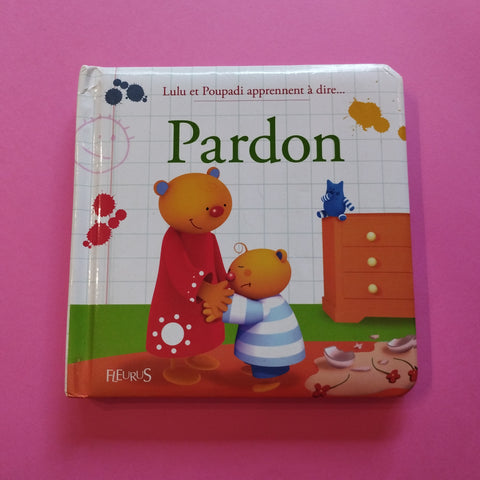 Lulu et Poupadi apprennent à dire...
Pardon
FLEURUS